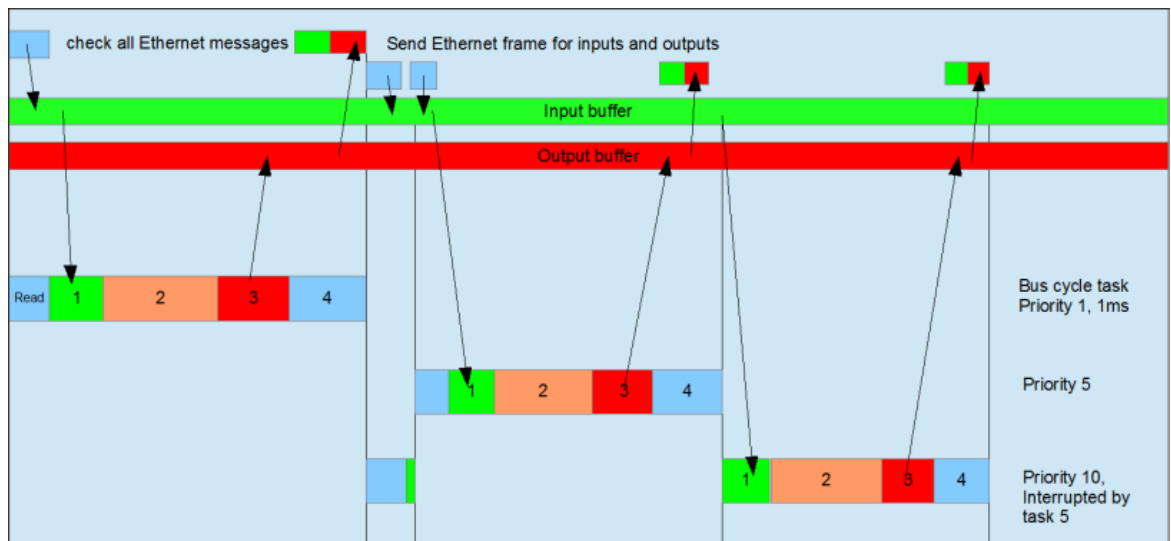 check all Ethernet messages
Send Ethernet frame for inputs and outputs
Input buffer
Output buffer
Read
1
2
3
4
Bus cycle task
Priority 1, 1ms
1
2
3
4
Priority 5
1
2
3
4
Priority 10,
Interrupted by
task 5